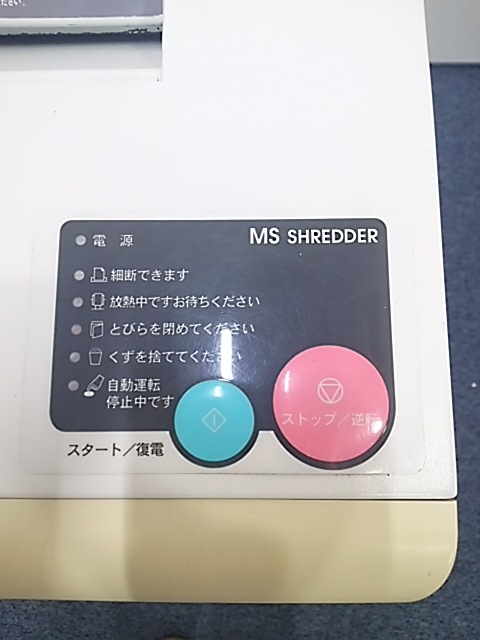 ださい。
電 源
MS SHREDDER
細断できます
放熱中ですお待ちください
とびらを閉めてください
くずを捨ててください
自動運転
停止中です
ストップ／逆転
スタート／復電